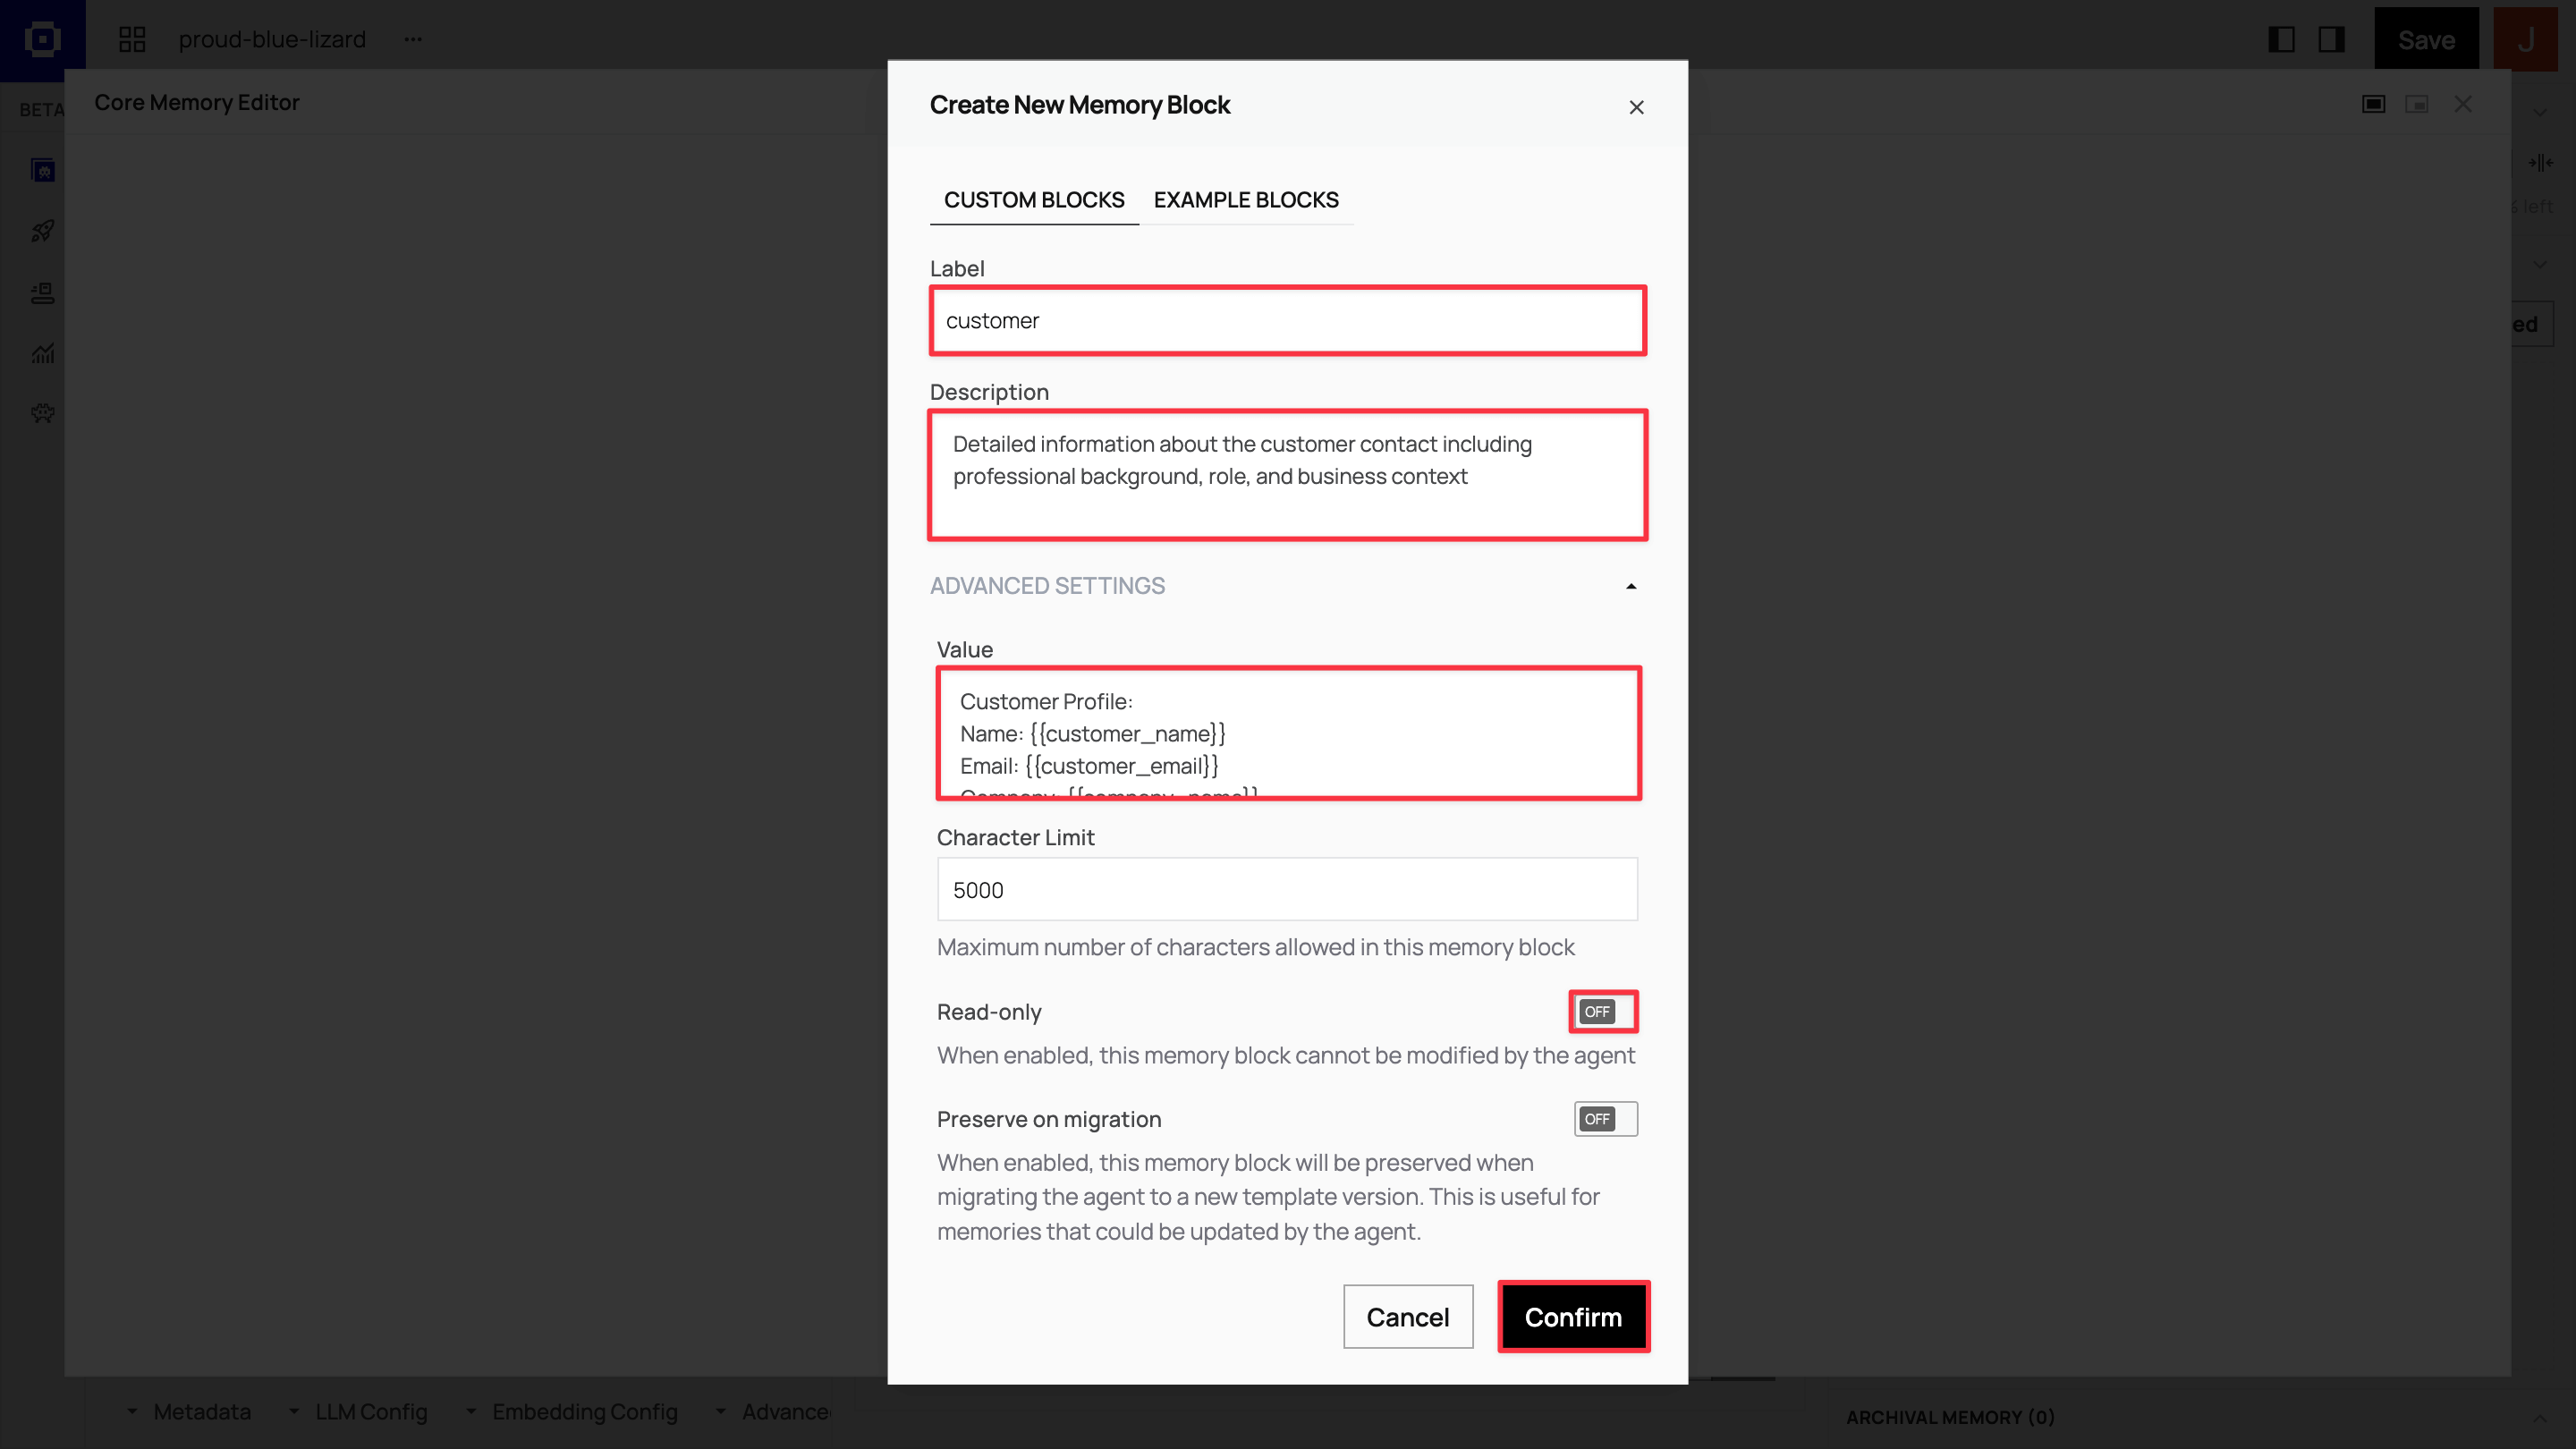 proud-blue-lizard
Save
J
BETA
Core Memory Editor
% left
ed
Create New Memory Block
CUSTOM BLOCKS EXAMPLE BLOCKS
Label
customer
Description
Detailed information about the customer contact including
professional background, role, and business context
ADVANCED SETTINGS
Value
Customer Profile:
Name: {{customer_name}}
Email: {{customer_email}}
Company: {{company_name}}
Character Limit
5000
Maximum number of characters allowed in this memory block
Read-only
OFF
When enabled, this memory block cannot be modified by the agent
Preserve on migration
OFF
When enabled, this memory block will be preserved when
migrating the agent to a new template version. This is useful for
memories that could be updated by the agent.
Cancel
Confirm
Metadata LLM Config Embedding Config Advanced
ARCHIVAL MEMORY (0)